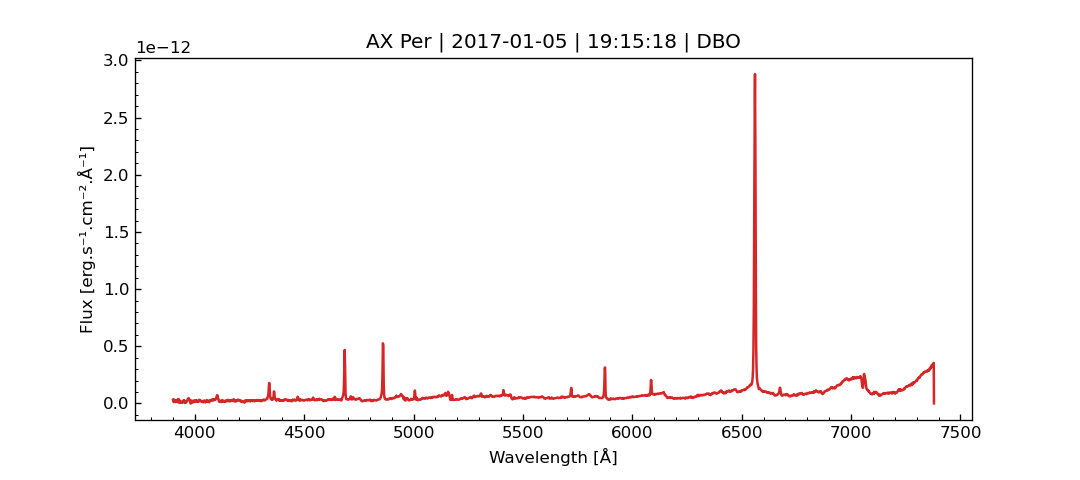 AX Per | 2017-01-05 | 19:15:18 | DBO
1e−12
3.0
2.5
2.0
1.5
1.0
0.5
0.0
Flux [erg.s⁻¹.cm⁻².Å⁻¹]
4000 4500 5000 5500 6000 6500 7000 7500
Wavelength [Å]